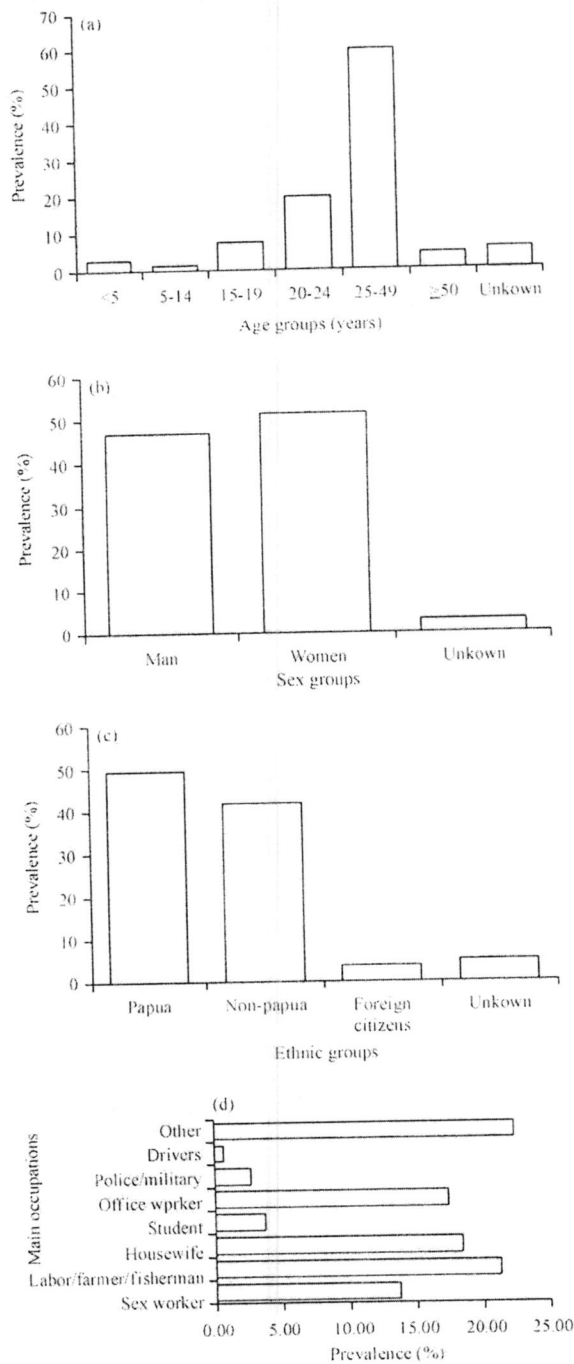 (a)
70
60
50
40
30
20
10
0
Prevalence (%)
<5 5-14 15-19 20-24 25-49 ≥50 Unkown
Age groups (years)
(b)
60
50
40
30
20
10
0
Prevalence (%)
Man Women Unkown
Sex groups
(c)
60
50
40
30
20
10
0
Prevalence (%)
Papua Non-papua Foreign citizens Unkown
Ethnic groups
(d)
Main occupations
Other
Drivers
Police/military
Office wprker
Student
Housewife
Labor/farmer/fisherman
Sex worker
0.00 5.00 10.00 15.00 20.00 25.00
Prevalence (%)